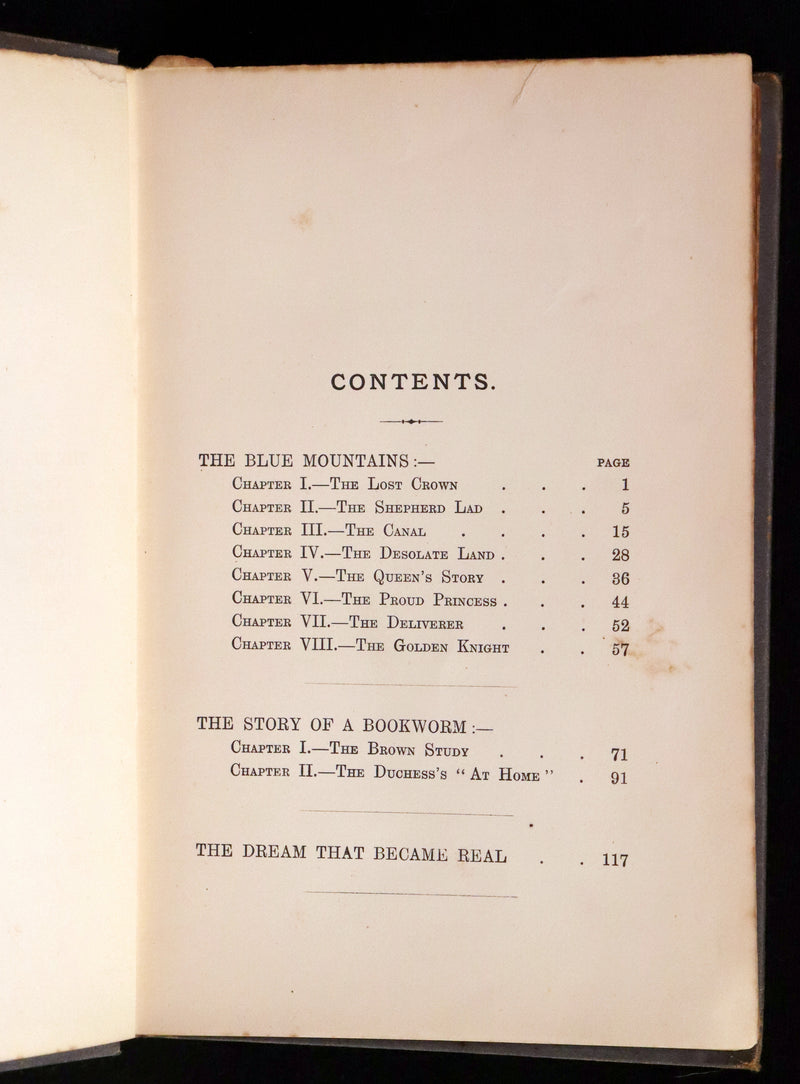 CONTENTS.
THE BLUE MOUNTAINS:— PAGE
Chapter I.—The Lost Crown . . . 1
Chapter II.—The Shepherd Lad . . . 5
Chapter III.—The Canal . . . . 15
Chapter IV.—The Desolate Land . . . 28
Chapter V.—The Queen's Story . . . 36
Chapter VI.—The Proud Princess . . . 44
Chapter VII.—The Deliverer . . . 52
Chapter VIII.—The Golden Knight . . 57
THE STORY OF A BOOKWORM:—
Chapter I.—The Brown Study . . . 71
Chapter II.—The Duchess's “At Home” . 91
THE DREAM THAT BECAME REAL . . 117